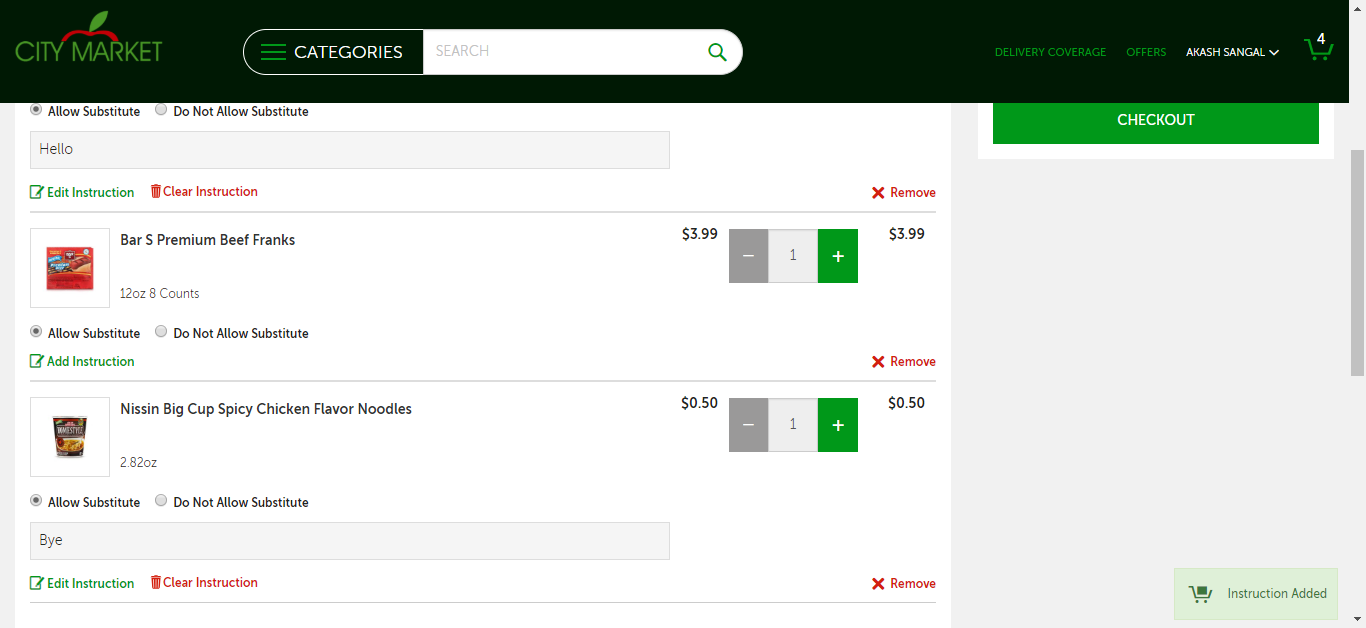 CITY MARKET
CATEGORIES
SEARCH
DELIVERY COVERAGE
OFFERS
AKASH SANGAL
4
Allow Substitute
Do Not Allow Substitute
CHECKOUT
Hello
Edit Instruction
Clear Instruction
Remove
Bar S Premium Beef Franks
$3.99
1
$3.99
12oz 8 Counts
Allow Substitute
Do Not Allow Substitute
Add Instruction
Remove
Nissin Big Cup Spicy Chicken Flavor Noodles
$0.50
1
$0.50
HOMESTYLE
2.82oz
Allow Substitute
Do Not Allow Substitute
Bye
Edit Instruction
Clear Instruction
Remove
Instruction Added